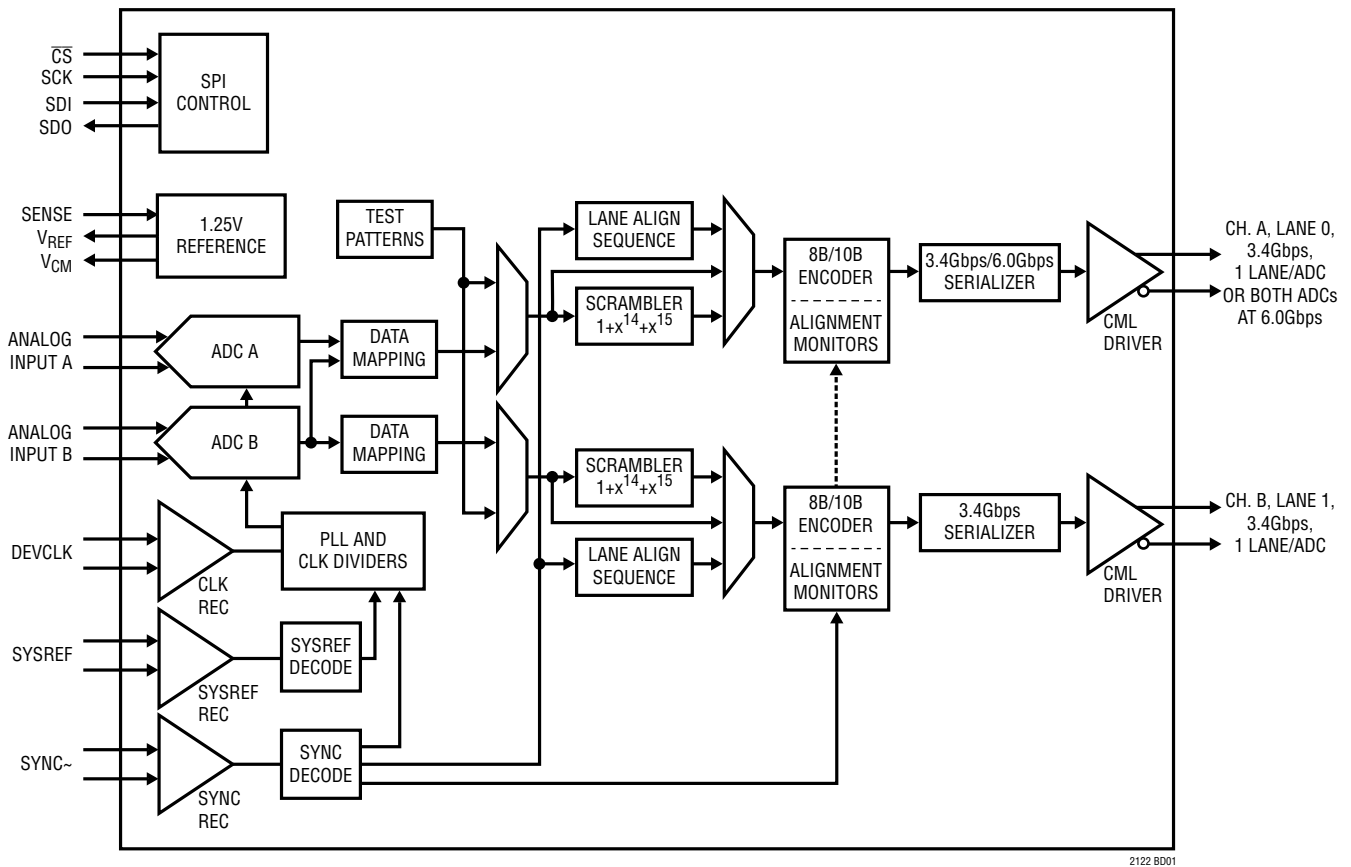 CS
SCK
SDI
SDO
SPI
CONTROL
SENSE
VREF
VCM
1.25V
REFERENCE
TEST
PATTERNS
LANE ALIGN
SEQUENCE
SCRAMBLER
1+x14+x15
8B/10B
ENCODER
ALIGNMENT
MONITORS
3.4Gbps/6.0Gbps
SERIALIZER
CML
DRIVER
CH. A, LANE 0,
3.4Gbps,
1 LANE/ADC
OR BOTH ADCs
AT 6.0Gbps
ANALOG
INPUT A
ADC A
DATA
MAPPING
ANALOG
INPUT B
ADC B
DATA
MAPPING
SCRAMBLER
1+x14+x15
LANE ALIGN
SEQUENCE
8B/10B
ENCODER
ALIGNMENT
MONITORS
3.4Gbps
SERIALIZER
CML
DRIVER
CH. B, LANE 1,
3.4Gbps,
1 LANE/ADC
DEVCLK
CLK
REC
PLL AND
CLK DIVIDERS
SYSREF
SYSREF
REC
SYSREF
DECODE
SYNC~
SYNC
REC
SYNC
DECODE
2122 BD01